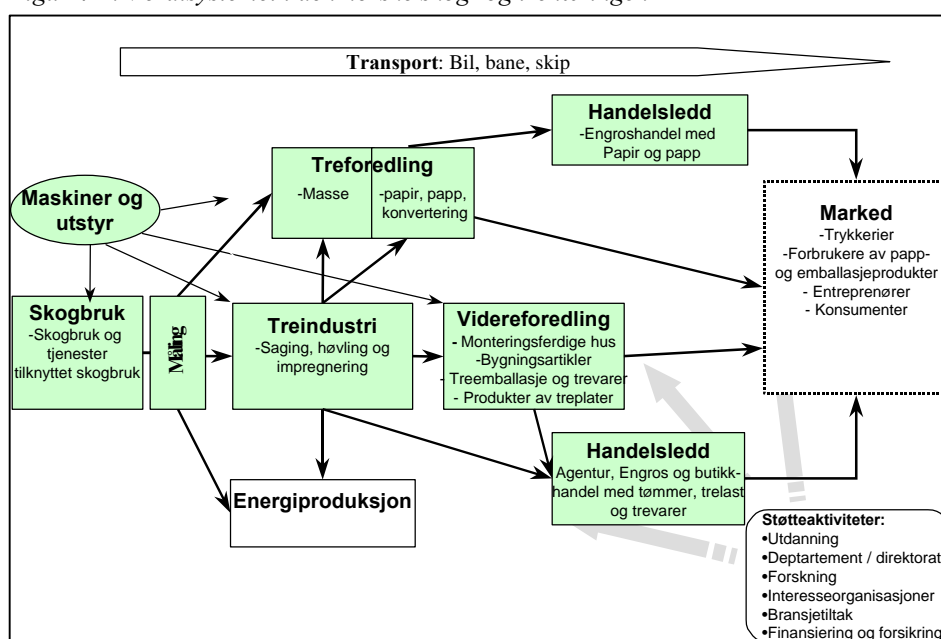 Transport: Bil, bane, skip
Handelsledd
-Engroshandel med
Papir og papp
Treforedling
-Masse
-papir, papp,
konvertering
Maskiner og
utstyr
Marked
-Trykkerier
-Forbrukere av papp-
og emballasjeprodukter
- Entreprenører
- Konsumenter
Skogbruk
-Skogbruk og
tjenester
tilknyttet skogbruk
Måling
Treindustri
-Saging, høvling og
impregnering
Videreforedling
- Monteringsferdige hus
-Bygningsartikler
- Treemballasje og trevarer
- Produkter av treplater
Handelsledd
Agentur, Engros og butikk-
handel med tømmer, trelast
og trevarer
Energiproduksjon
Støtteaktiviteter:
•Utdanning
•Deptartement / direktorat
•Forskning
•Interesseorganisasjoner
•Bransjetiltak
•Finansiering og forsikring